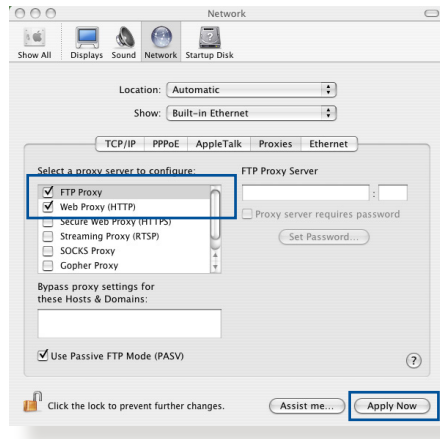 Network
Show All Displays Sound Network Startup Disk
Location: Automatic
Show: Built-in Ethernet
TCP/IP PPPoE AppleTalk Proxies Ethernet
Select a proxy server to configure: FTP Proxy Server
FTP Proxy :
Web Proxy (HTTP) Proxy server requires password
Secure Web Proxy (HTTPS)
Streaming Proxy (RTSP) Set Password...
SOCKS Proxy
Gopher Proxy
Bypass proxy settings for
these Hosts & Domains:
Use Passive FTP Mode (PASV) ?
Click the lock to prevent further changes. Assist me... Apply Now